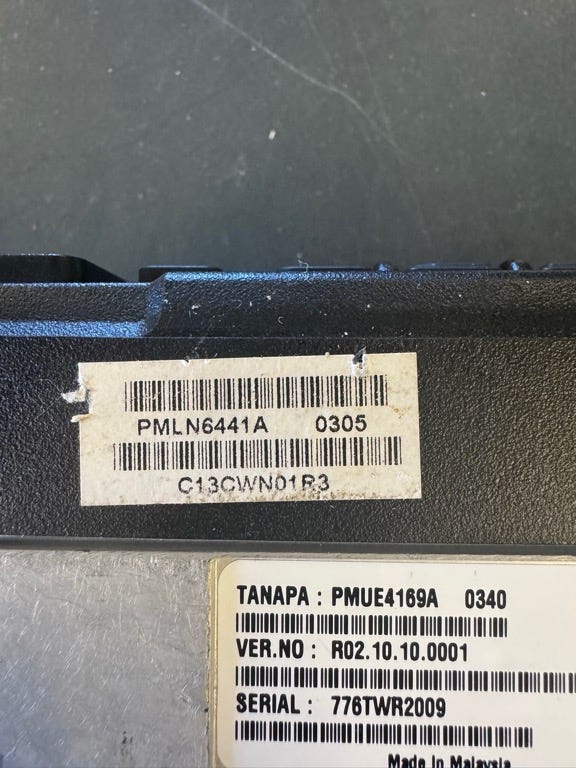 PMLN6441A 0305
C13CWN01R3
TANAPA : PMUE4169A 0340
VER.NO : R02.10.10.0001
SERIAL : 776TWR2009
Made In Malaysia